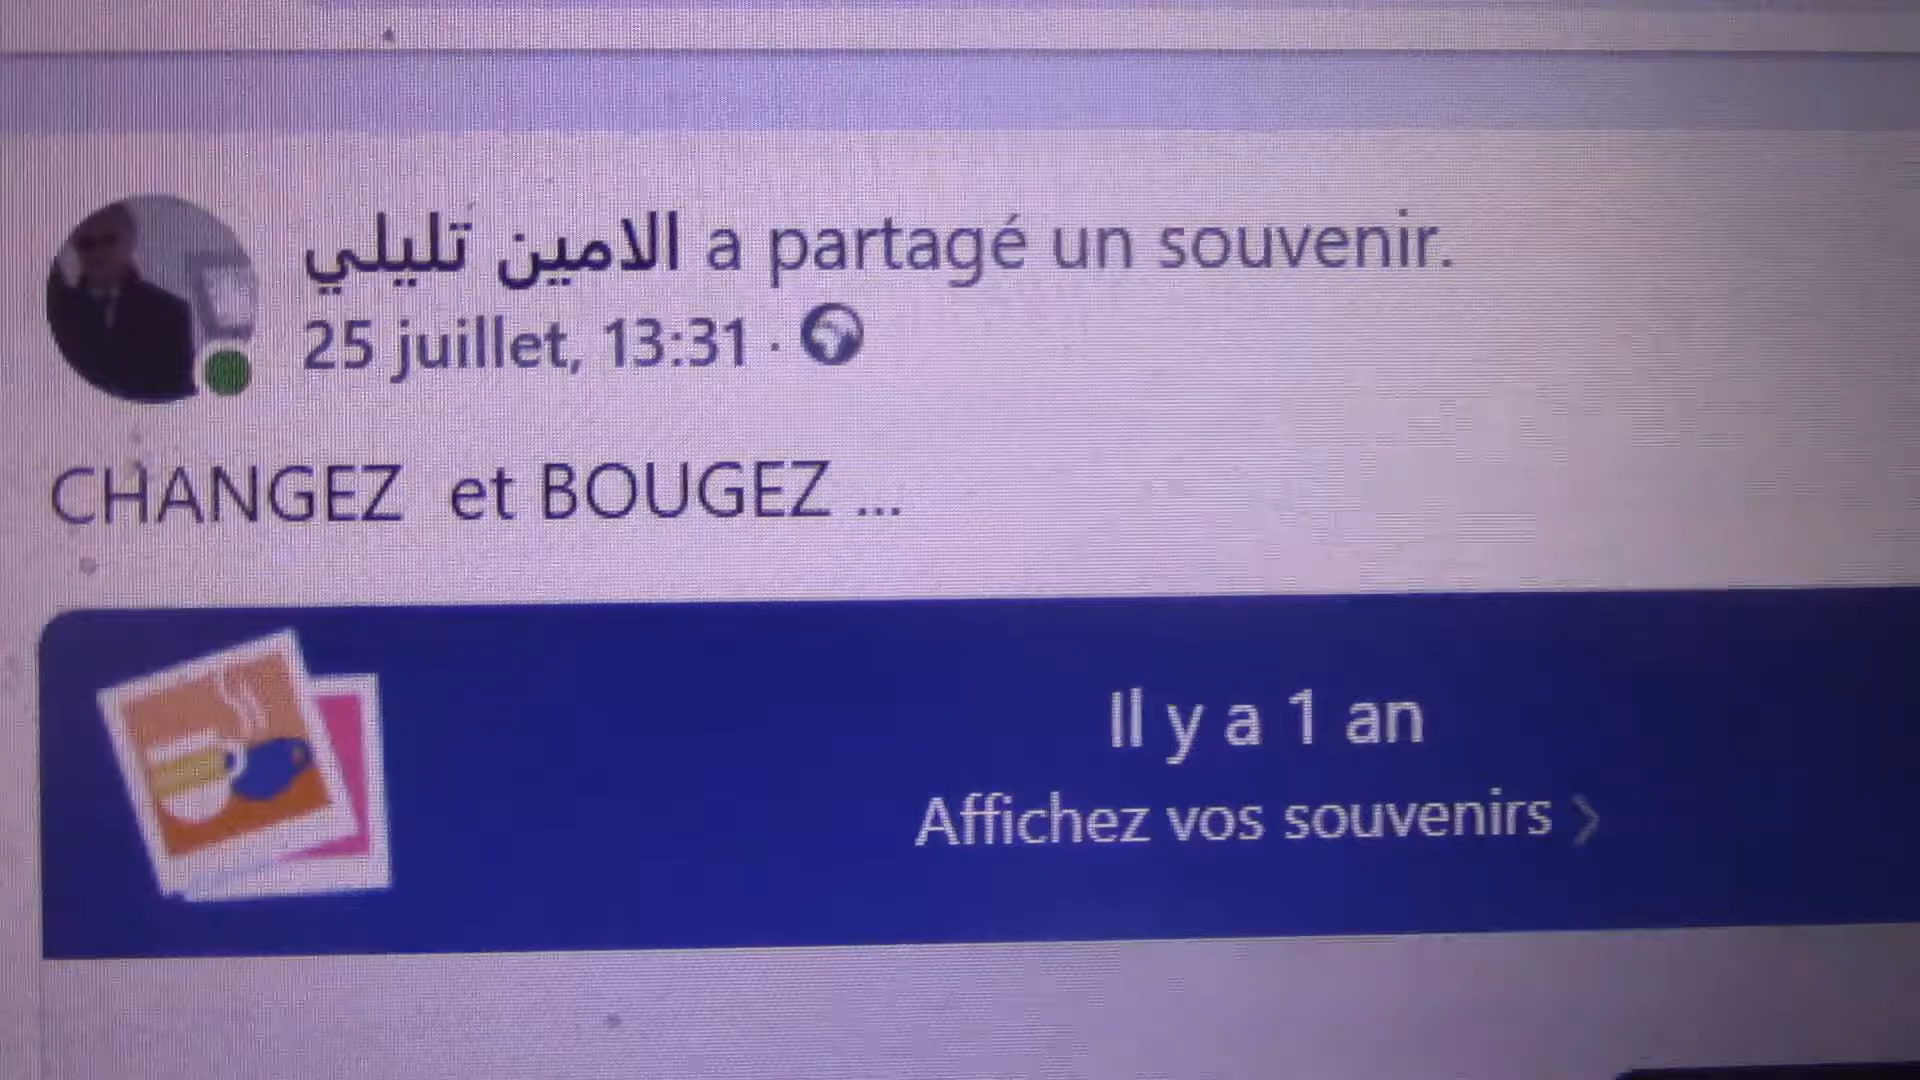 الامين تليلي a partagé un souvenir.
25 juillet, 13:31 ·
CHANGEZ et BOUGEZ ...
Il y a 1 an
Affichez vos souvenirs >